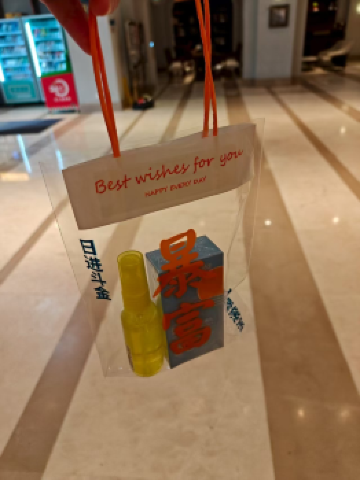 Best wishes for you
HAPPY EVERY DAY
日进斗金
暴富